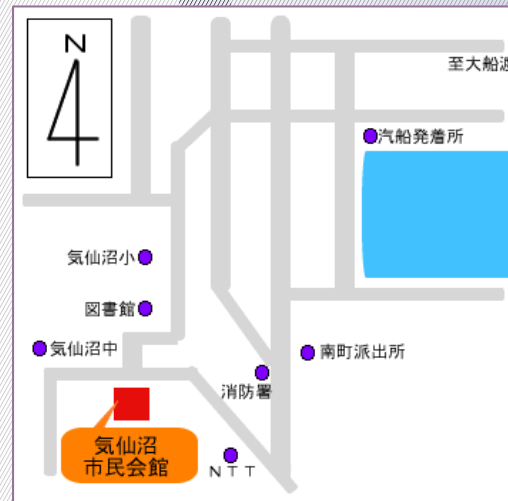 N
至大船渡
汽船発着所
気仙沼小
図書館
気仙沼中
南町派出所
消防署
気仙沼
市民会館
NTT